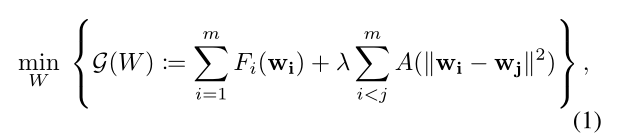 min_W { 𝒢(W) := ∑_{i=1}^{m} F_i(w_i) + λ ∑_{i<j}^{m} A(‖w_i − w_j‖²) },
(1)